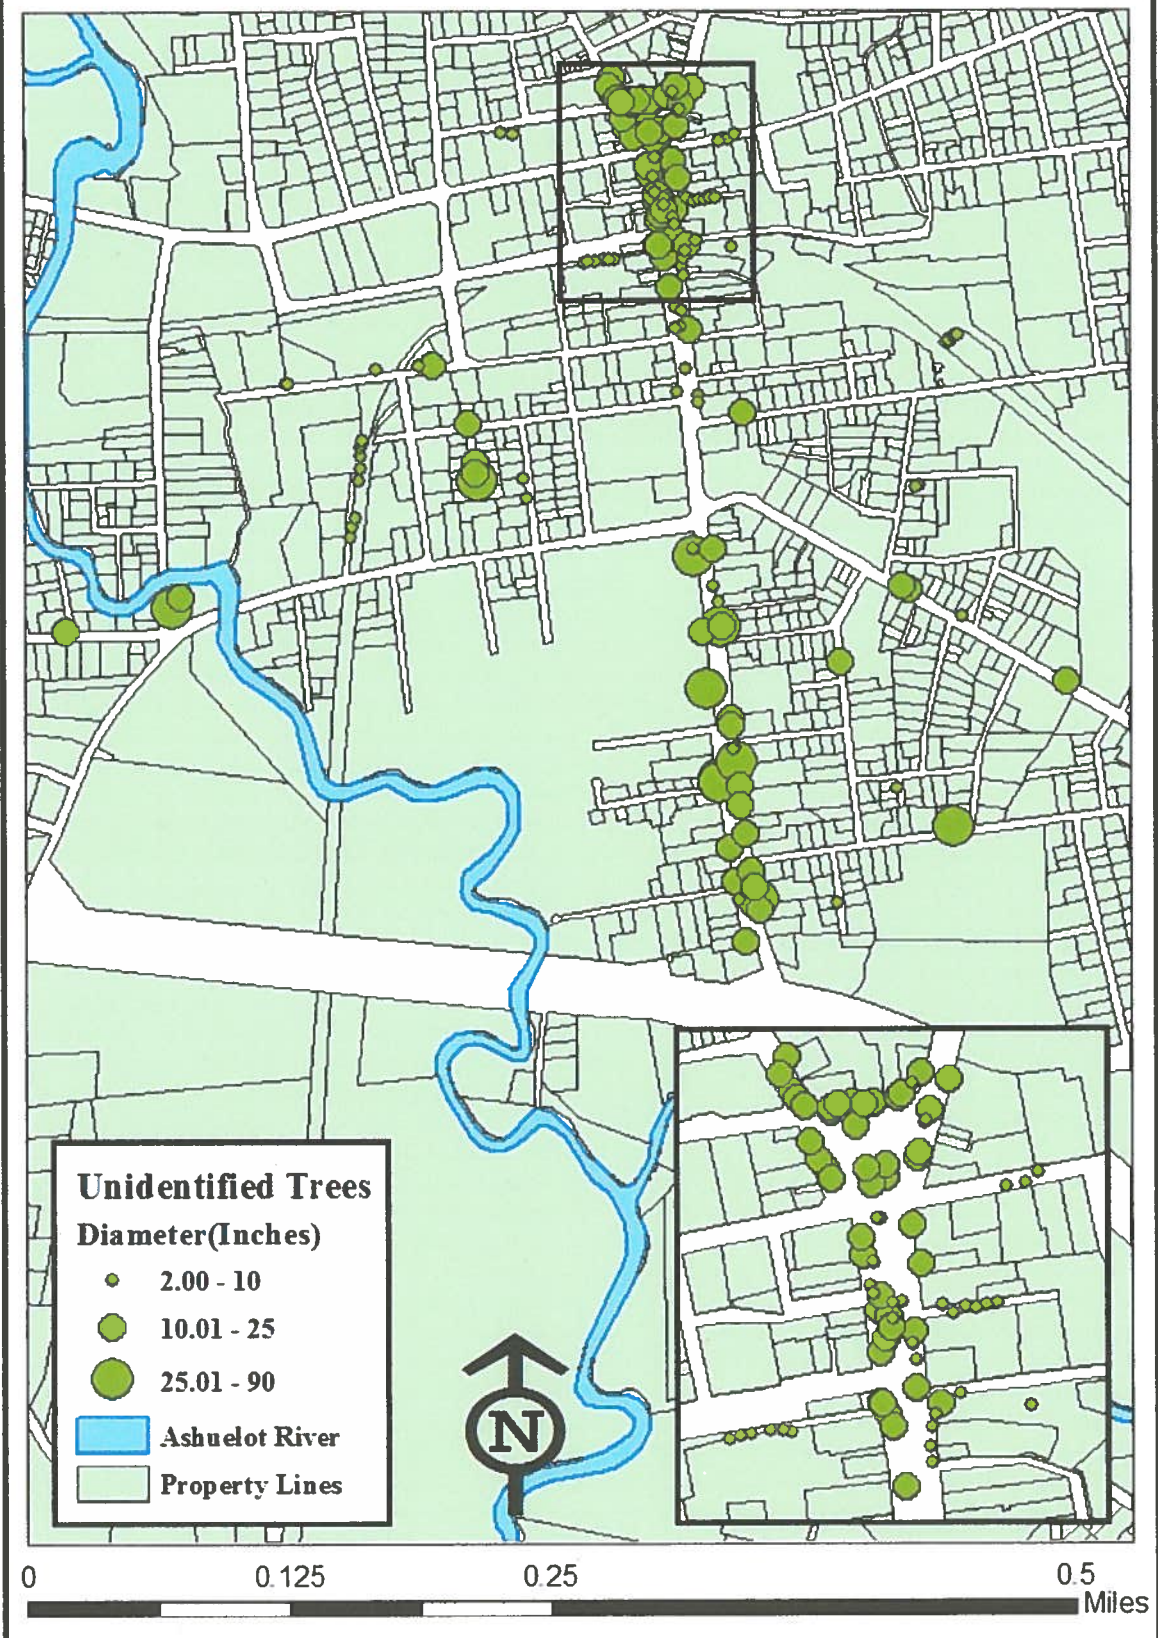 Unidentified Trees
Diameter(Inches)
2.00 - 10
10.01 - 25
25.01 - 90
Ashuelot River
Property Lines
N
0 0.125 0.25 0.5
Miles